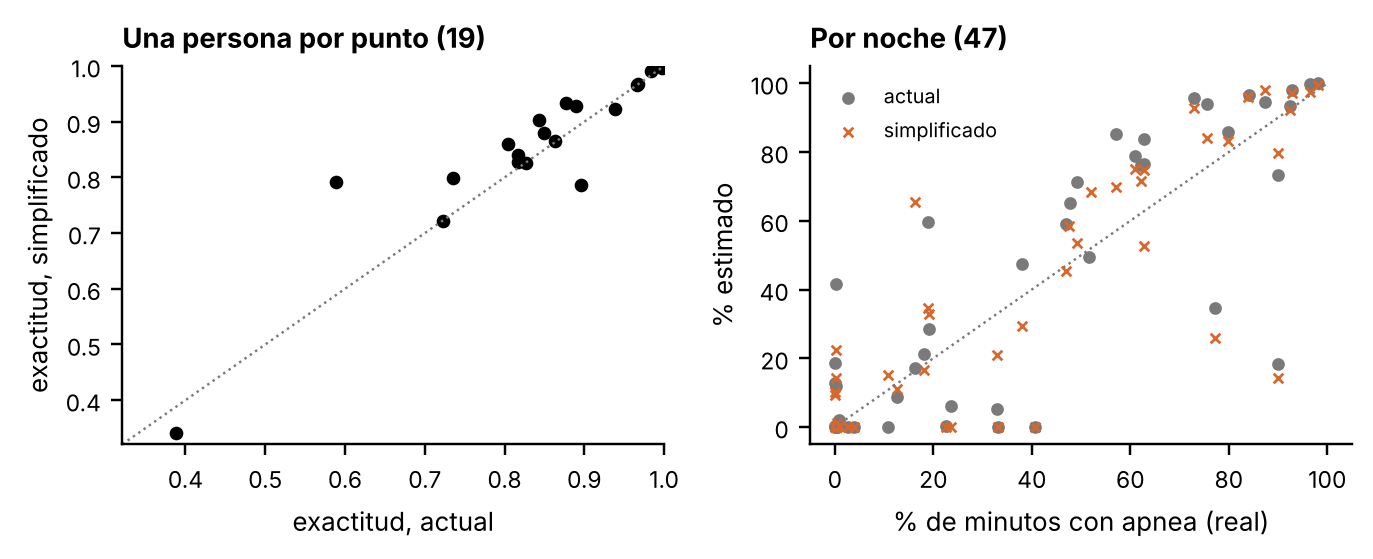 Una persona por punto (19)
1.0
0.9
0.8
0.7
0.6
0.5
0.4
exactitud, simplificado
0.4 0.5 0.6 0.7 0.8 0.9 1.0
exactitud, actual
Por noche (47)
actual
simplificado
100
80
60
40
20
0
% estimado
0 20 40 60 80 100
% de minutos con apnea (real)